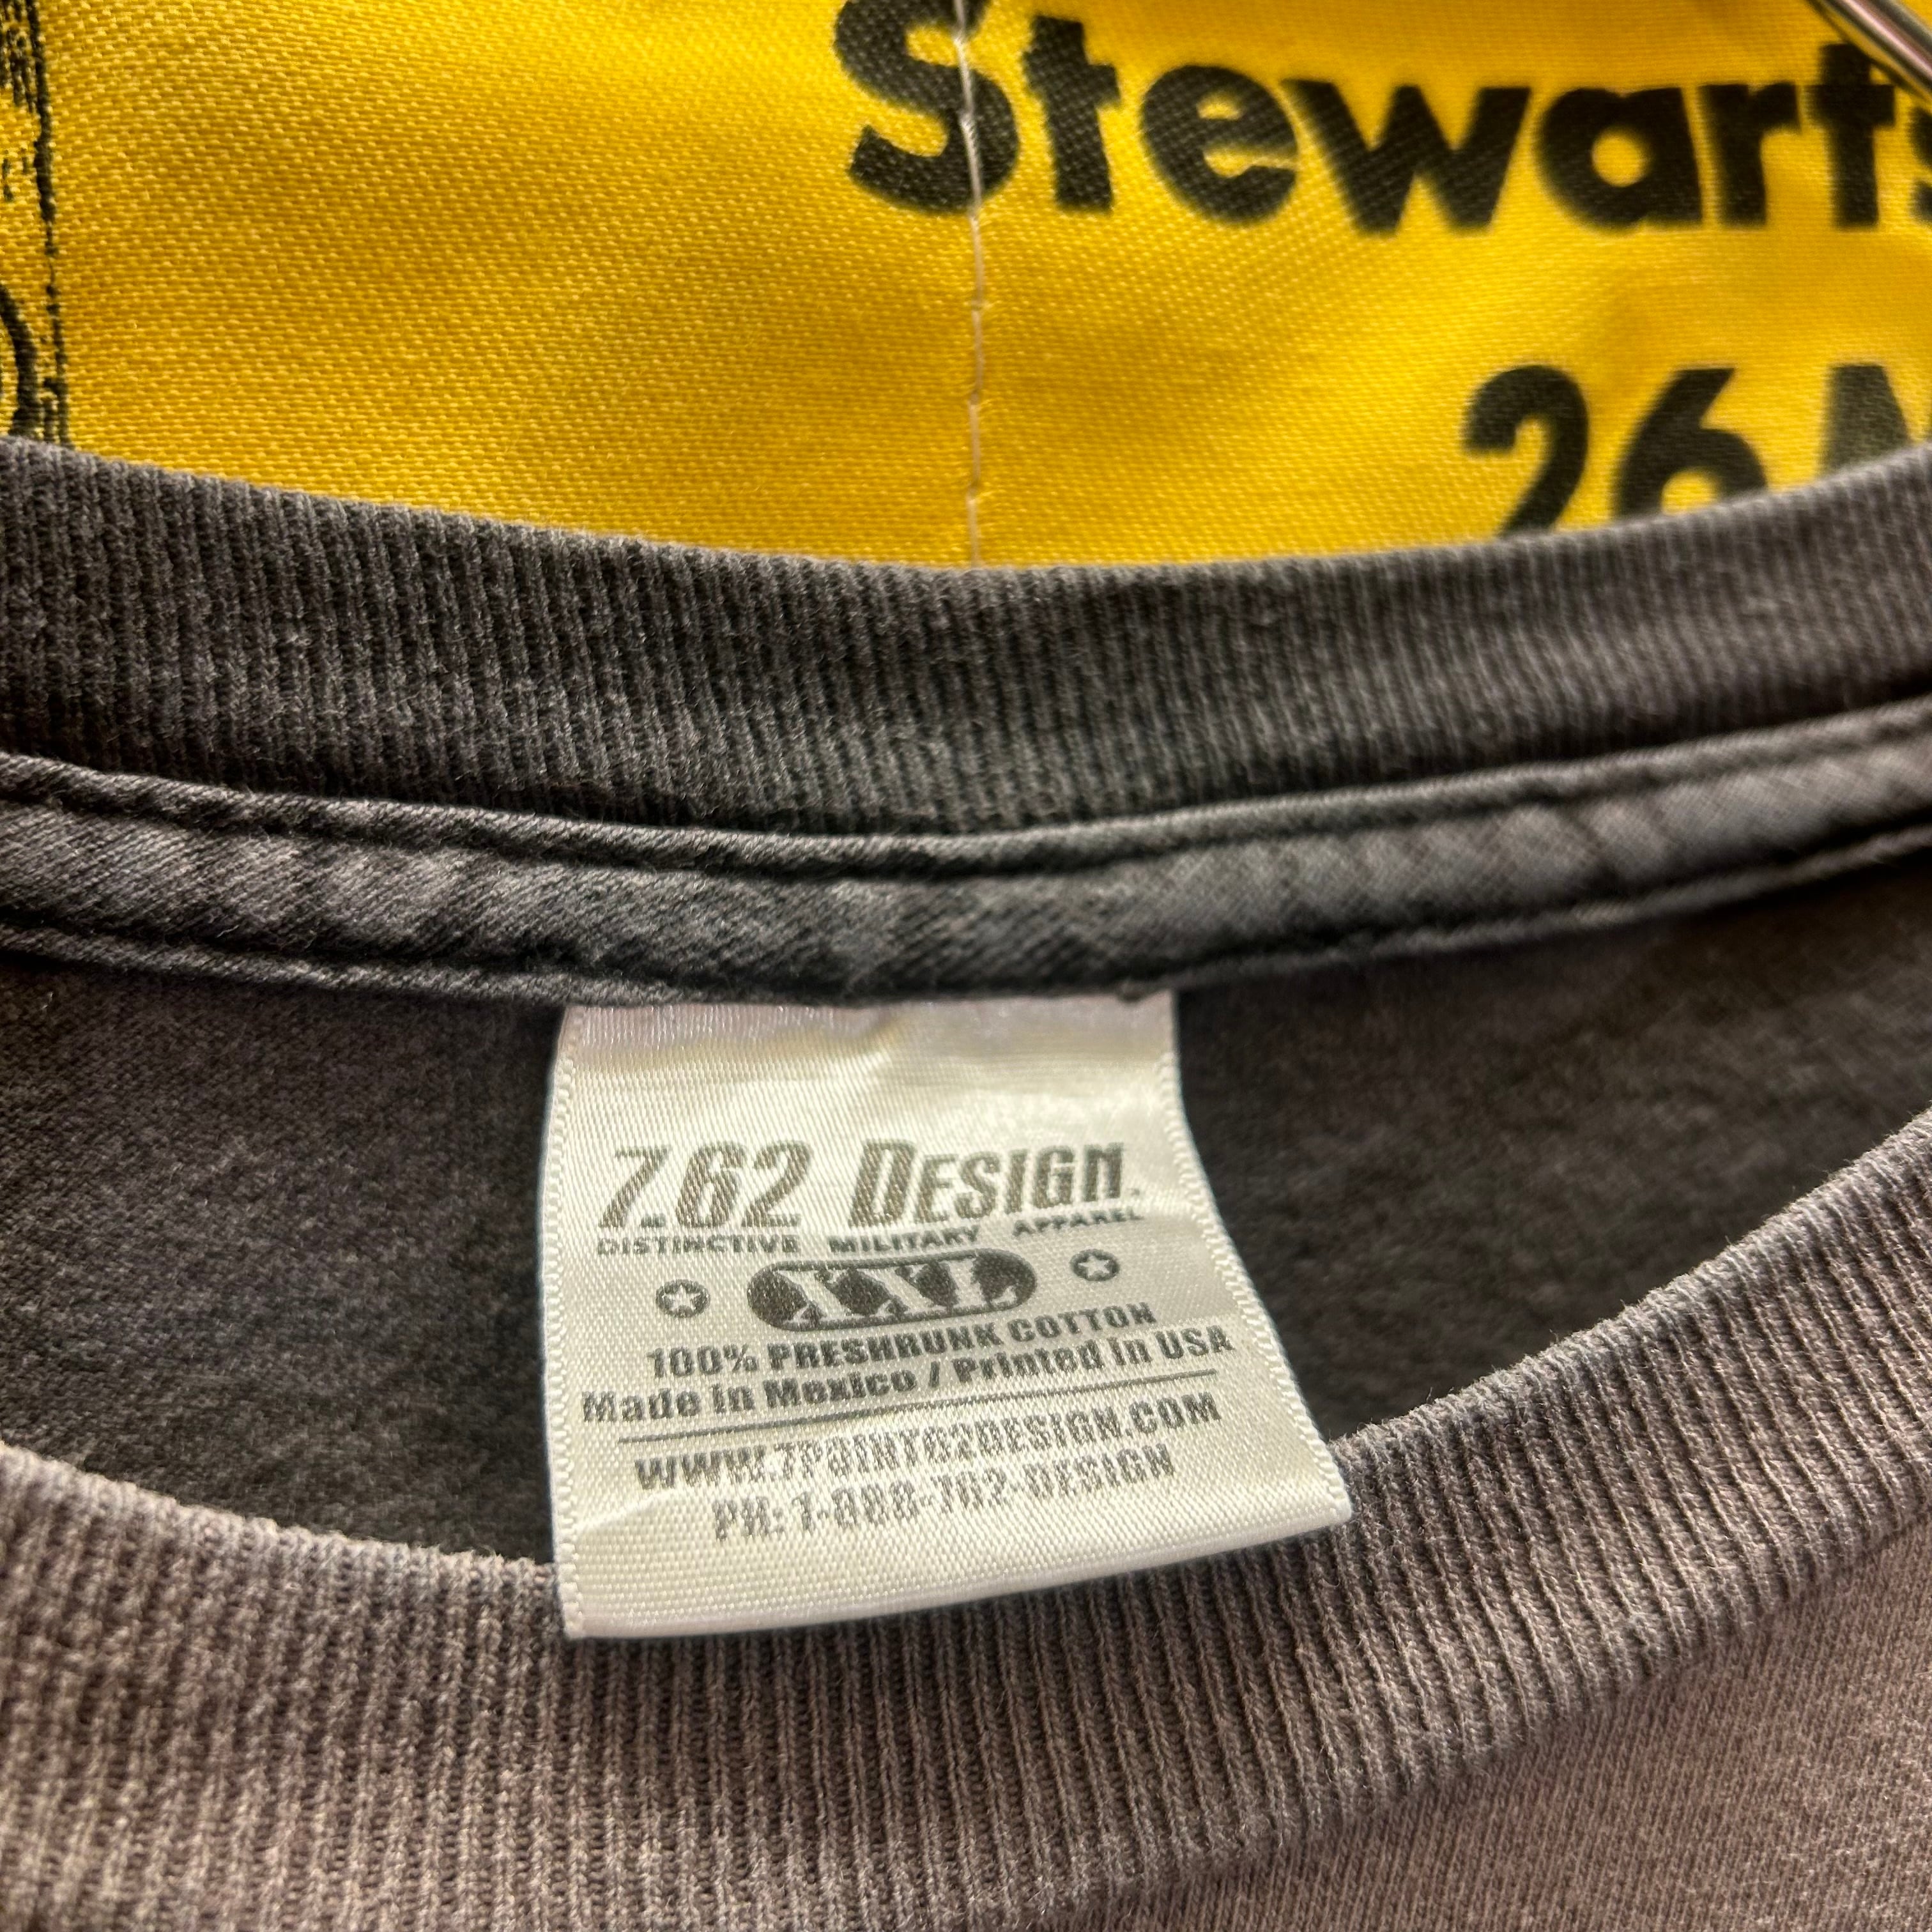 Stewarts
26
7.62 DESIGN.
DISTINCTIVE MILITARY APPAREL
XXL
100% PRESHRUNK COTTON
Made in Mexico / Printed in USA
WWW.7POINT62DESIGN.COM
PH: 1-888-762-DESIGN